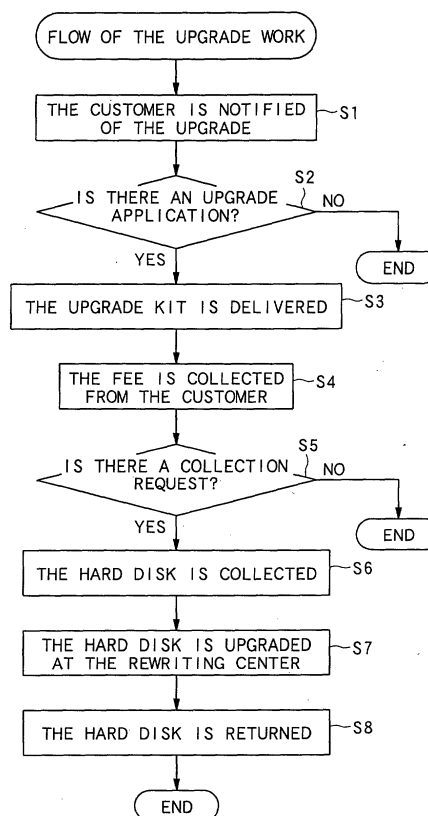 FLOW OF THE UPGRADE WORK
THE CUSTOMER IS NOTIFIED
OF THE UPGRADE
S1
IS THERE AN UPGRADE
APPLICATION?
S2
NO
END
YES
THE UPGRADE KIT IS DELIVERED
S3
THE FEE IS COLLECTED
FROM THE CUSTOMER
S4
IS THERE A COLLECTION
REQUEST?
S5
NO
END
YES
THE HARD DISK IS COLLECTED
S6
THE HARD DISK IS UPGRADED
AT THE REWRITING CENTER
S7
THE HARD DISK IS RETURNED
S8
END